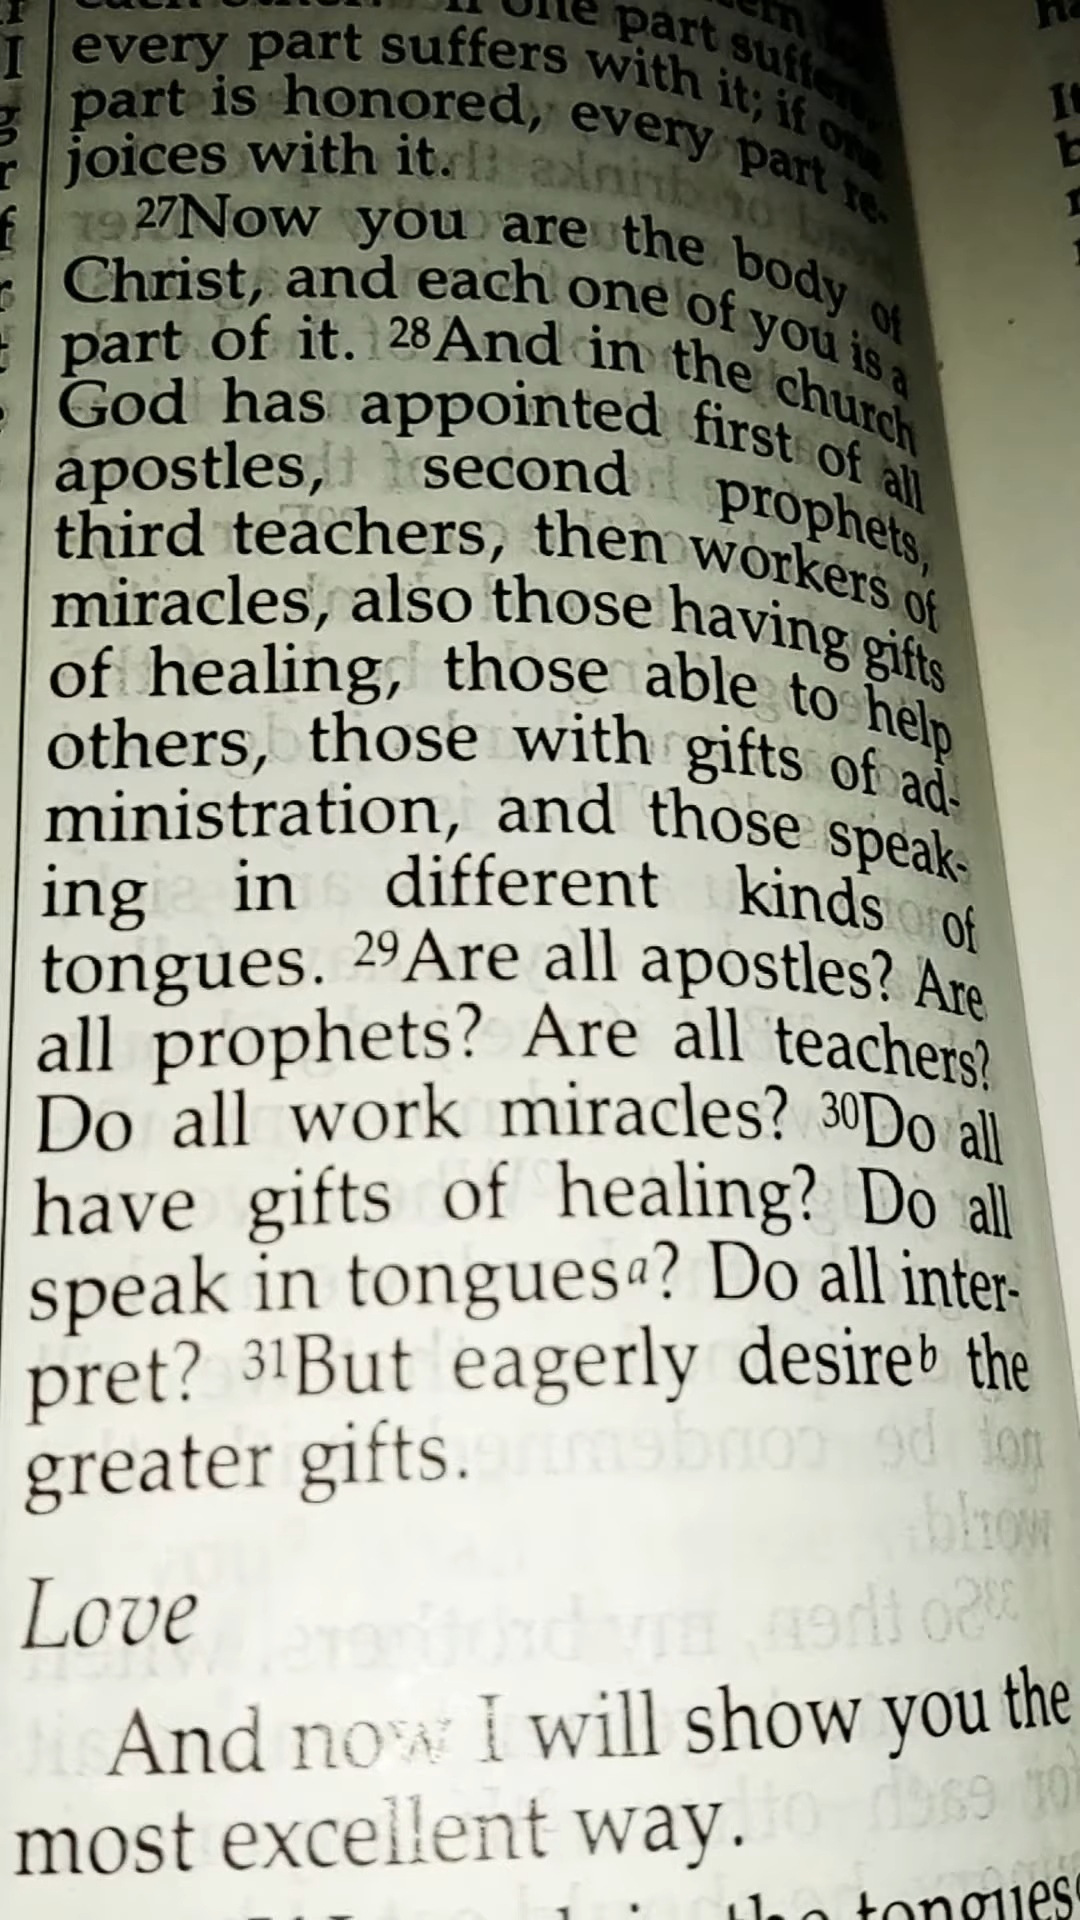 one part suffers,
every part suffers with it; if one
part is honored, every part re-
joices with it.
27Now you are the body of
Christ, and each one of you is a
part of it. 28And in the church
God has appointed first of all
apostles, second prophets,
third teachers, then workers of
miracles, also those having gifts
of healing, those able to help
others, those with gifts of ad-
ministration, and those speak-
ing in different kinds of
tongues. 29Are all apostles? Are
all prophets? Are all teachers?
Do all work miracles? 30Do all
have gifts of healing? Do all
speak in tonguesa? Do all inter-
pret? 31But eagerly desireb the
greater gifts.
Love
And now I will show you the
most excellent way.
tongues